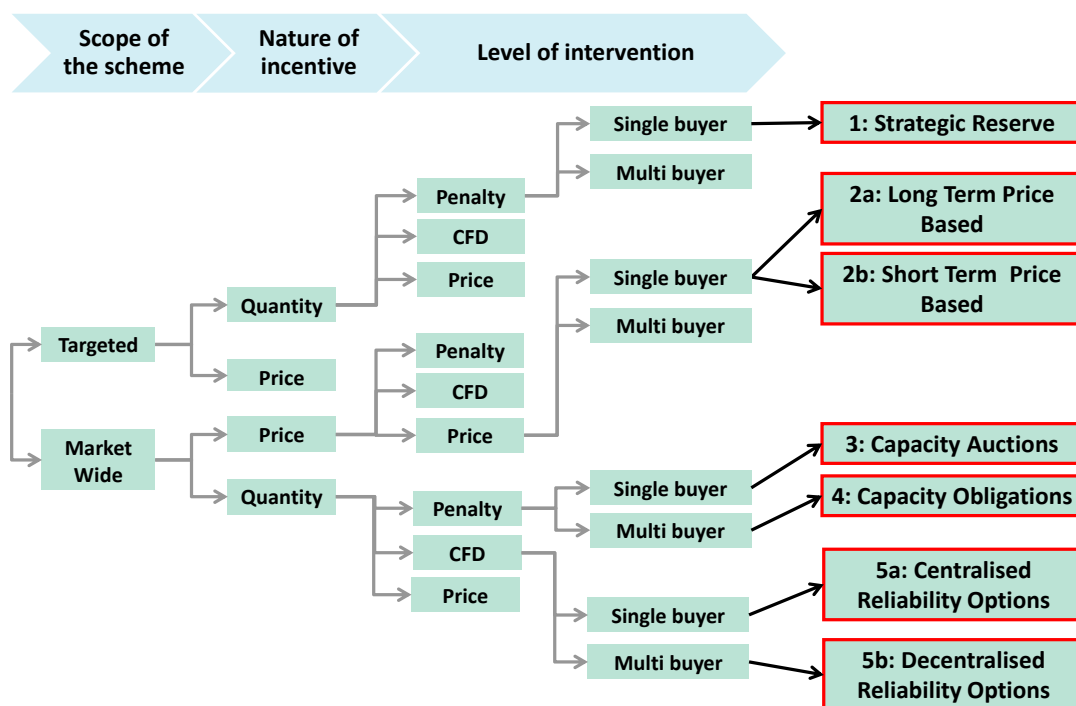 Scope of
the scheme
Nature of
incentive
Level of intervention
Single buyer
1: Strategic Reserve
Multi buyer
Penalty
2a: Long Term Price
Based
CFD
Price
Single buyer
2b: Short Term Price
Based
Quantity
Multi buyer
Targeted
Penalty
Price
CFD
Price
Price
Market
Wide
3: Capacity Auctions
Single buyer
Quantity
4: Capacity Obligations
Penalty
Multi buyer
CFD
5a: Centralised
Reliability Options
Price
Single buyer
Multi buyer
5b: Decentralised
Reliability Options